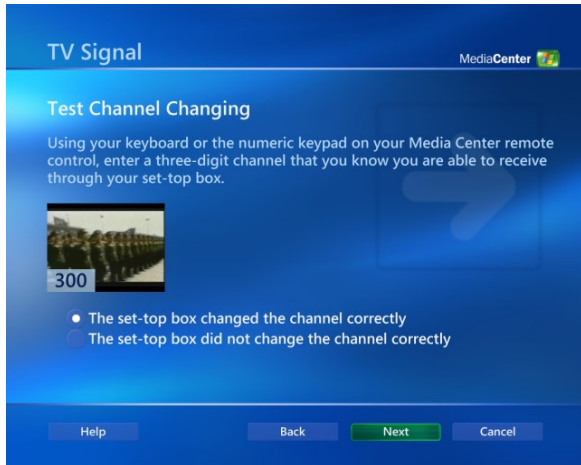 TV Signal
MediaCenter
Test Channel Changing
Using your keyboard or the numeric keypad on your Media Center remote
control, enter a three-digit channel that you know you are able to receive
through your set-top box.
300
The set-top box changed the channel correctly
The set-top box did not change the channel correctly
Help Back Next Cancel